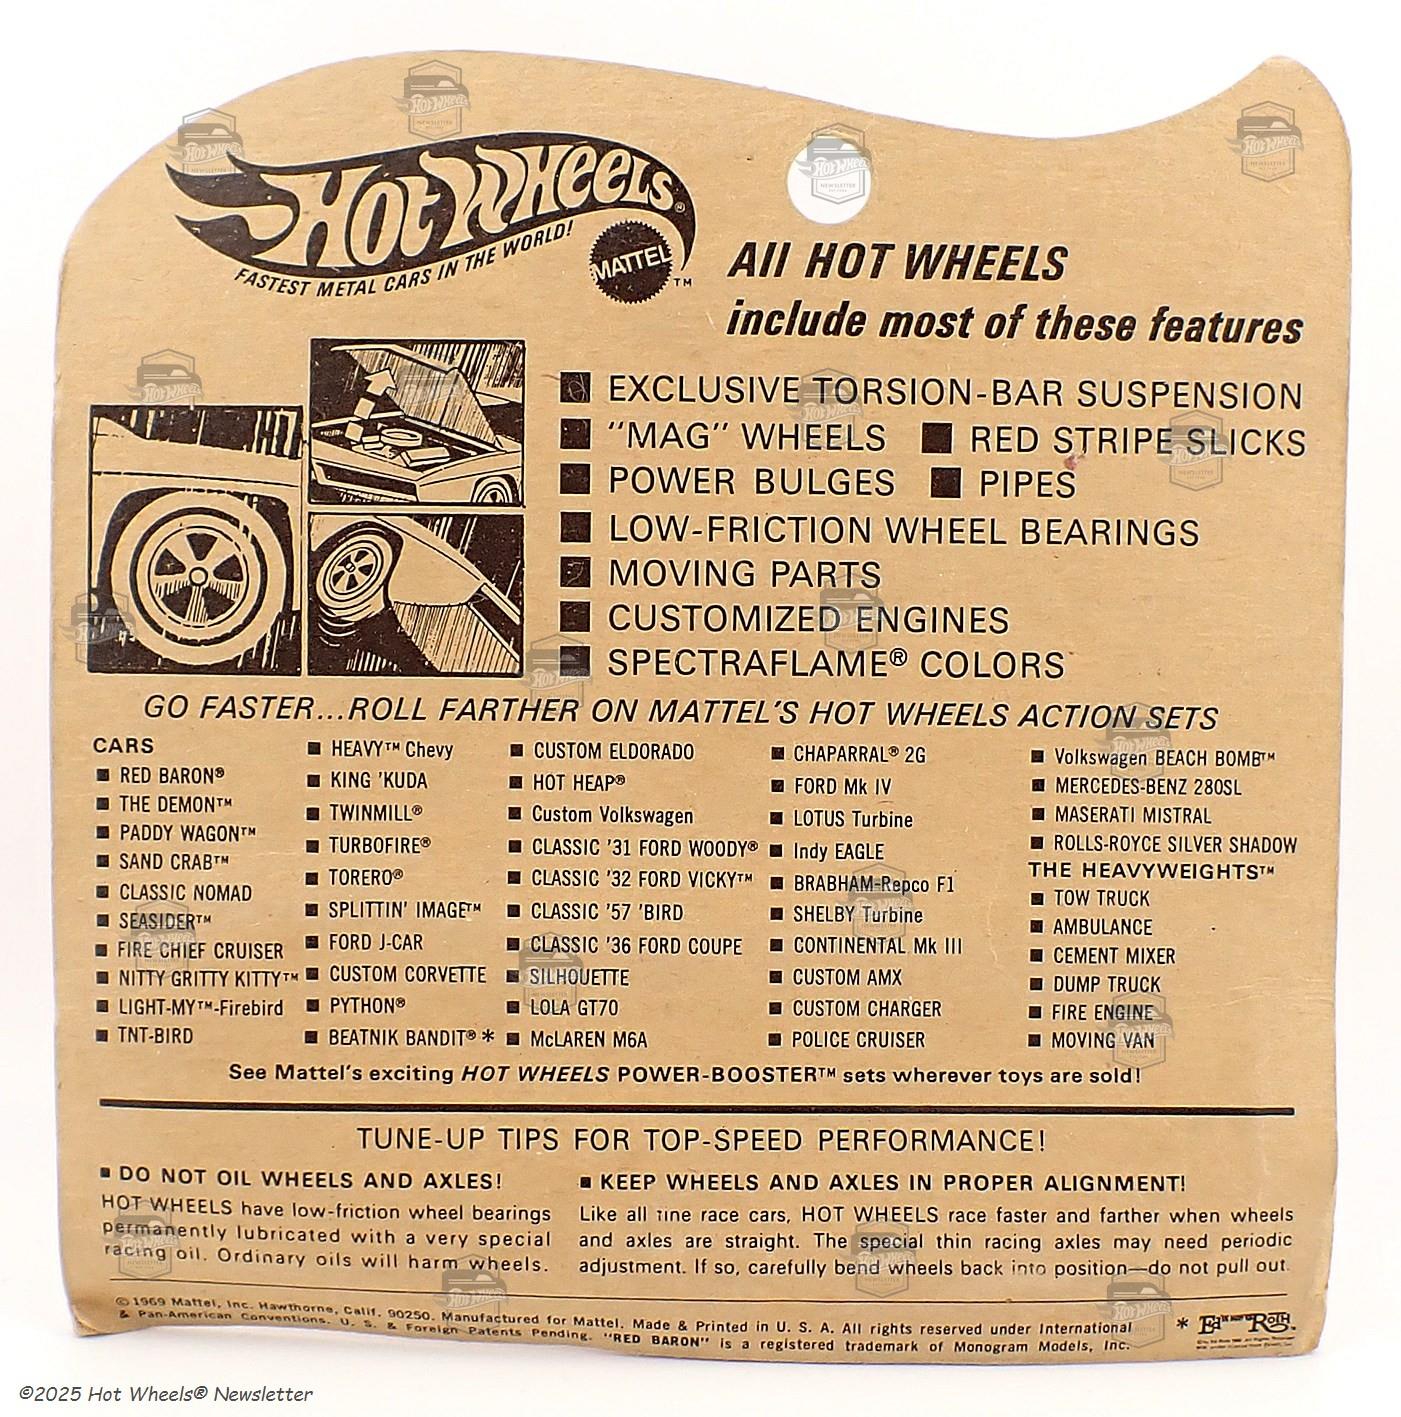 HOT WHEELS®
FASTEST METAL CARS IN THE WORLD!
MATTEL™
All HOT WHEELS
include most of these features
■ EXCLUSIVE TORSION-BAR SUSPENSION
■ "MAG" WHEELS ■ RED STRIPE SLICKS
■ POWER BULGES ■ PIPES
■ LOW-FRICTION WHEEL BEARINGS
■ MOVING PARTS
■ CUSTOMIZED ENGINES
■ SPECTRAFLAME® COLORS
GO FASTER...ROLL FARTHER ON MATTEL'S HOT WHEELS ACTION SETS
CARS
■ RED BARON®
■ THE DEMON™
■ PADDY WAGON™
■ SAND CRAB™
■ CLASSIC NOMAD
■ SEASIDER™
■ FIRE CHIEF CRUISER
■ NITTY GRITTY KITTY™
■ LIGHT-MY™-Firebird
■ TNT-BIRD
■ HEAVY™ Chevy
■ KING 'KUDA
■ TWINMILL®
■ TURBOFIRE®
■ TORERO®
■ SPLITTIN' IMAGE™
■ FORD J-CAR
■ CUSTOM CORVETTE
■ PYTHON®
■ BEATNIK BANDIT® *
■ CUSTOM ELDORADO
■ HOT HEAP®
■ Custom Volkswagen
■ CLASSIC '31 FORD WOODY®
■ CLASSIC '32 FORD VICKY™
■ CLASSIC '57 'BIRD
■ CLASSIC '36 FORD COUPE
■ SILHOUETTE
■ LOLA GT70
■ McLAREN M6A
■ CHAPARRAL® 2G
■ FORD Mk IV
■ LOTUS Turbine
■ Indy EAGLE
■ BRABHAM-Repco F1
■ SHELBY Turbine
■ CONTINENTAL Mk III
■ CUSTOM AMX
■ CUSTOM CHARGER
■ POLICE CRUISER
■ Volkswagen BEACH BOMB™
■ MERCEDES-BENZ 280SL
■ MASERATI MISTRAL
■ ROLLS-ROYCE SILVER SHADOW
THE HEAVYWEIGHTS™
■ TOW TRUCK
■ AMBULANCE
■ CEMENT MIXER
■ DUMP TRUCK
■ FIRE ENGINE
■ MOVING VAN
See Mattel's exciting HOT WHEELS POWER-BOOSTER™ sets wherever toys are sold!
TUNE-UP TIPS FOR TOP-SPEED PERFORMANCE!
■ DO NOT OIL WHEELS AND AXLES!
HOT WHEELS have low-friction wheel bearings
permanently lubricated with a very special
racing oil. Ordinary oils will harm wheels.
■ KEEP WHEELS AND AXLES IN PROPER ALIGNMENT!
Like all fine race cars, HOT WHEELS race faster and farther when wheels
and axles are straight. The special thin racing axles may need periodic
adjustment. If so, carefully bend wheels back into position—do not pull out.
©1969 Mattel, Inc. Hawthorne, Calif. 90250. Manufactured for Mattel. Made & Printed in U. S. A. All rights reserved under International
& Pan-American Conventions. U. S. & Foreign Patents Pending. "RED BARON" is a registered trademark of Monogram Models, Inc.
* Ed Roth
©2025 Hot Wheels® Newsletter